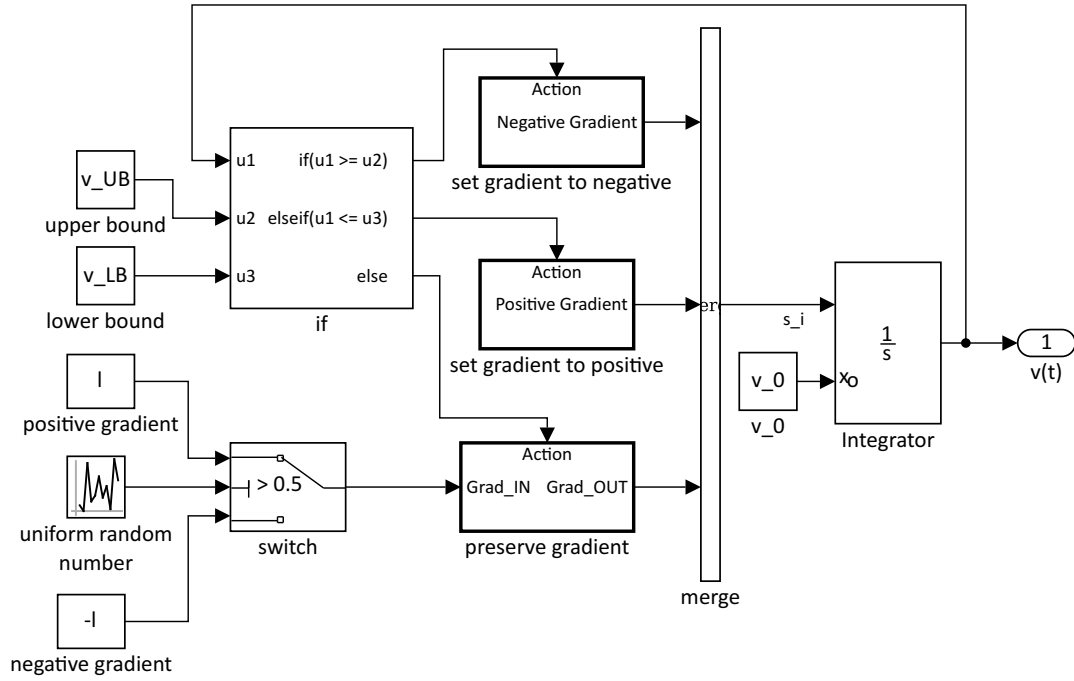 Action
Negative Gradient
set gradient to negative
u1
if(u1 >= u2)
v_UB
upper bound
u2
elseif(u1 <= u3)
v_LB
lower bound
u3
else
if
Action
Positive Gradient
set gradient to positive
s_i
1
s
v_0
v_0
xo
Integrator
1
v(t)
l
positive gradient
uniform random
number
> 0.5
switch
Action
Grad_IN
Grad_OUT
preserve gradient
merge
-l
negative gradient